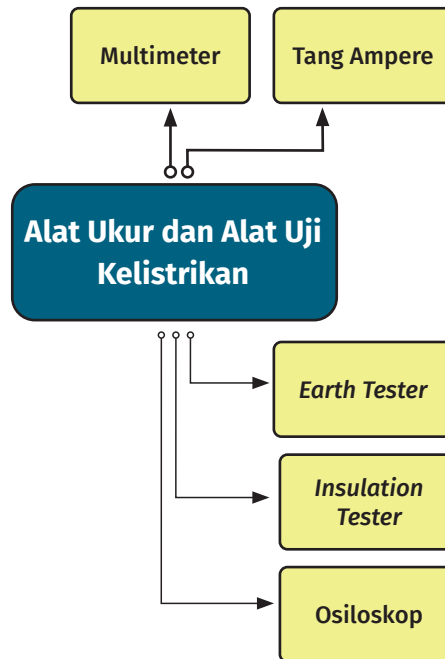 Multimeter
Tang Ampere
Alat Ukur dan Alat Uji
Kelistrikan
Earth Tester
Insulation
Tester
Osiloskop